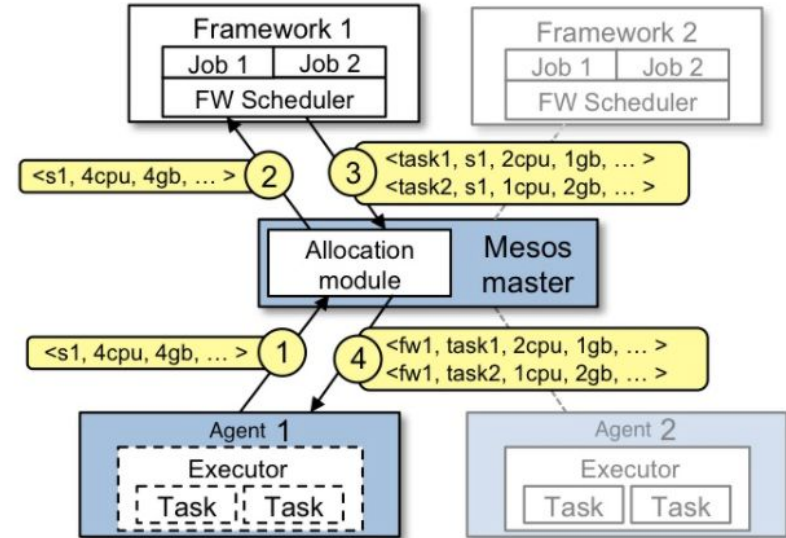 Framework 1
Job 1 Job 2
FW Scheduler
Framework 2
Job 1 Job 2
FW Scheduler
<s1, 4cpu, 4gb, … >
2
3
<task1, s1, 2cpu, 1gb, … >
<task2, s1, 1cpu, 2gb, … >
Allocation
module
Mesos
master
<s1, 4cpu, 4gb, … >
1
4
<fw1, task1, 2cpu, 1gb, … >
<fw1, task2, 1cpu, 2gb, … >
Agent 1
Executor
Task Task
Agent 2
Executor
Task Task